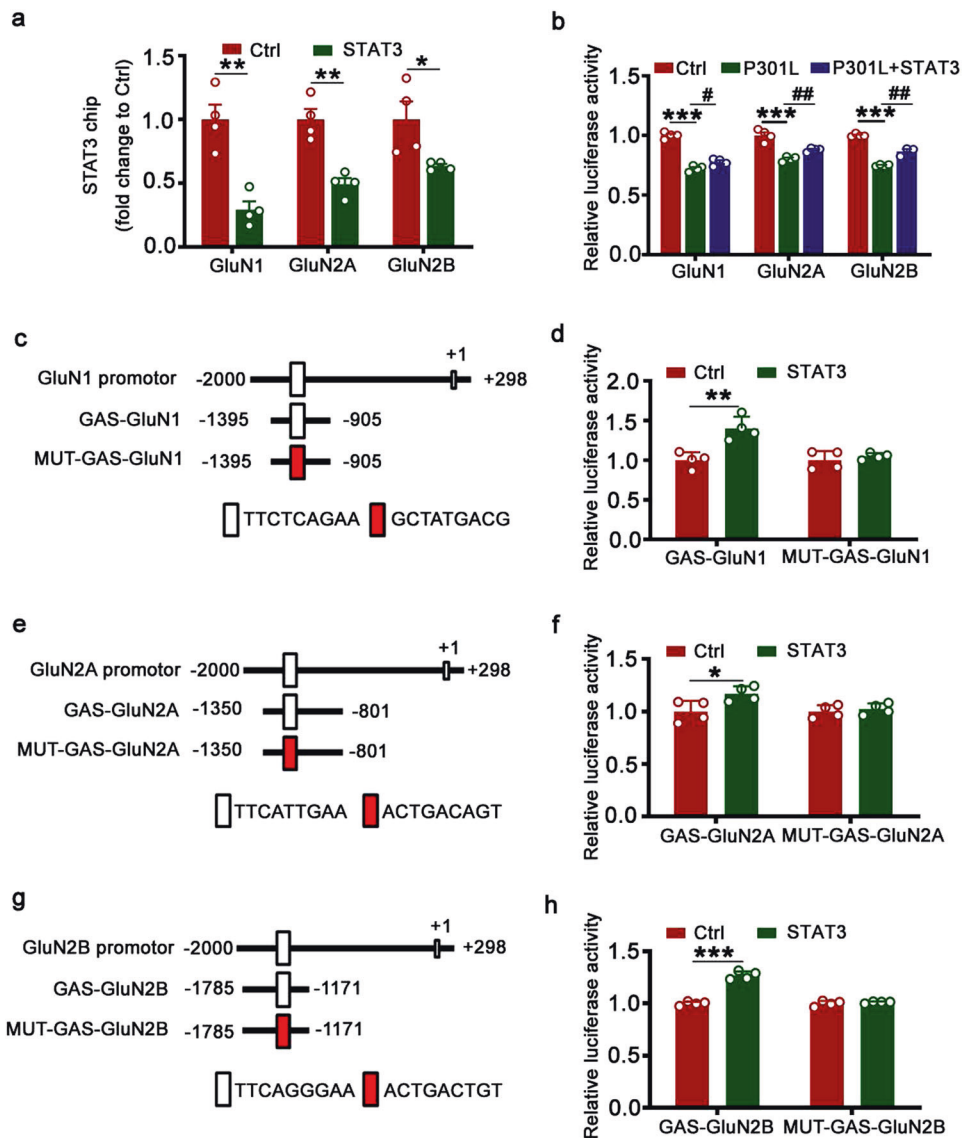 a
Ctrl STAT3
STAT3 chip
(fold change to Ctrl)
1.5
1.0
0.5
0.0
** ** *
GluN1 GluN2A GluN2B
b
Ctrl P301L P301L+STAT3
Relative luciferase activity
1.5
1.0
0.5
0.0
*** # *** ## *** ##
GluN1 GluN2A GluN2B
c
+1
GluN1 promotor -2000 +298
GAS-GluN1 -1395 -905
MUT-GAS-GluN1 -1395 -905
TTCTCAGAA GCTATGACG
d
Ctrl STAT3
Relative luciferase activity
2.0
1.5
1.0
0.5
0.0
**
GAS-GluN1 MUT-GAS-GluN1
e
+1
GluN2A promotor -2000 +298
GAS-GluN2A -1350 -801
MUT-GAS-GluN2A -1350 -801
TTCATTGAA ACTGACAGT
f
Ctrl STAT3
Relative luciferase activity
1.5
1.0
0.5
0.0
*
GAS-GluN2A MUT-GAS-GluN2A
g
+1
GluN2B promotor -2000 +298
GAS-GluN2B -1785 -1171
MUT-GAS-GluN2B -1785 -1171
TTCAGGGAA ACTGACTGT
h
Ctrl STAT3
Relative luciferase activity
1.5
1.0
0.5
0.0
***
GAS-GluN2B MUT-GAS-GluN2B